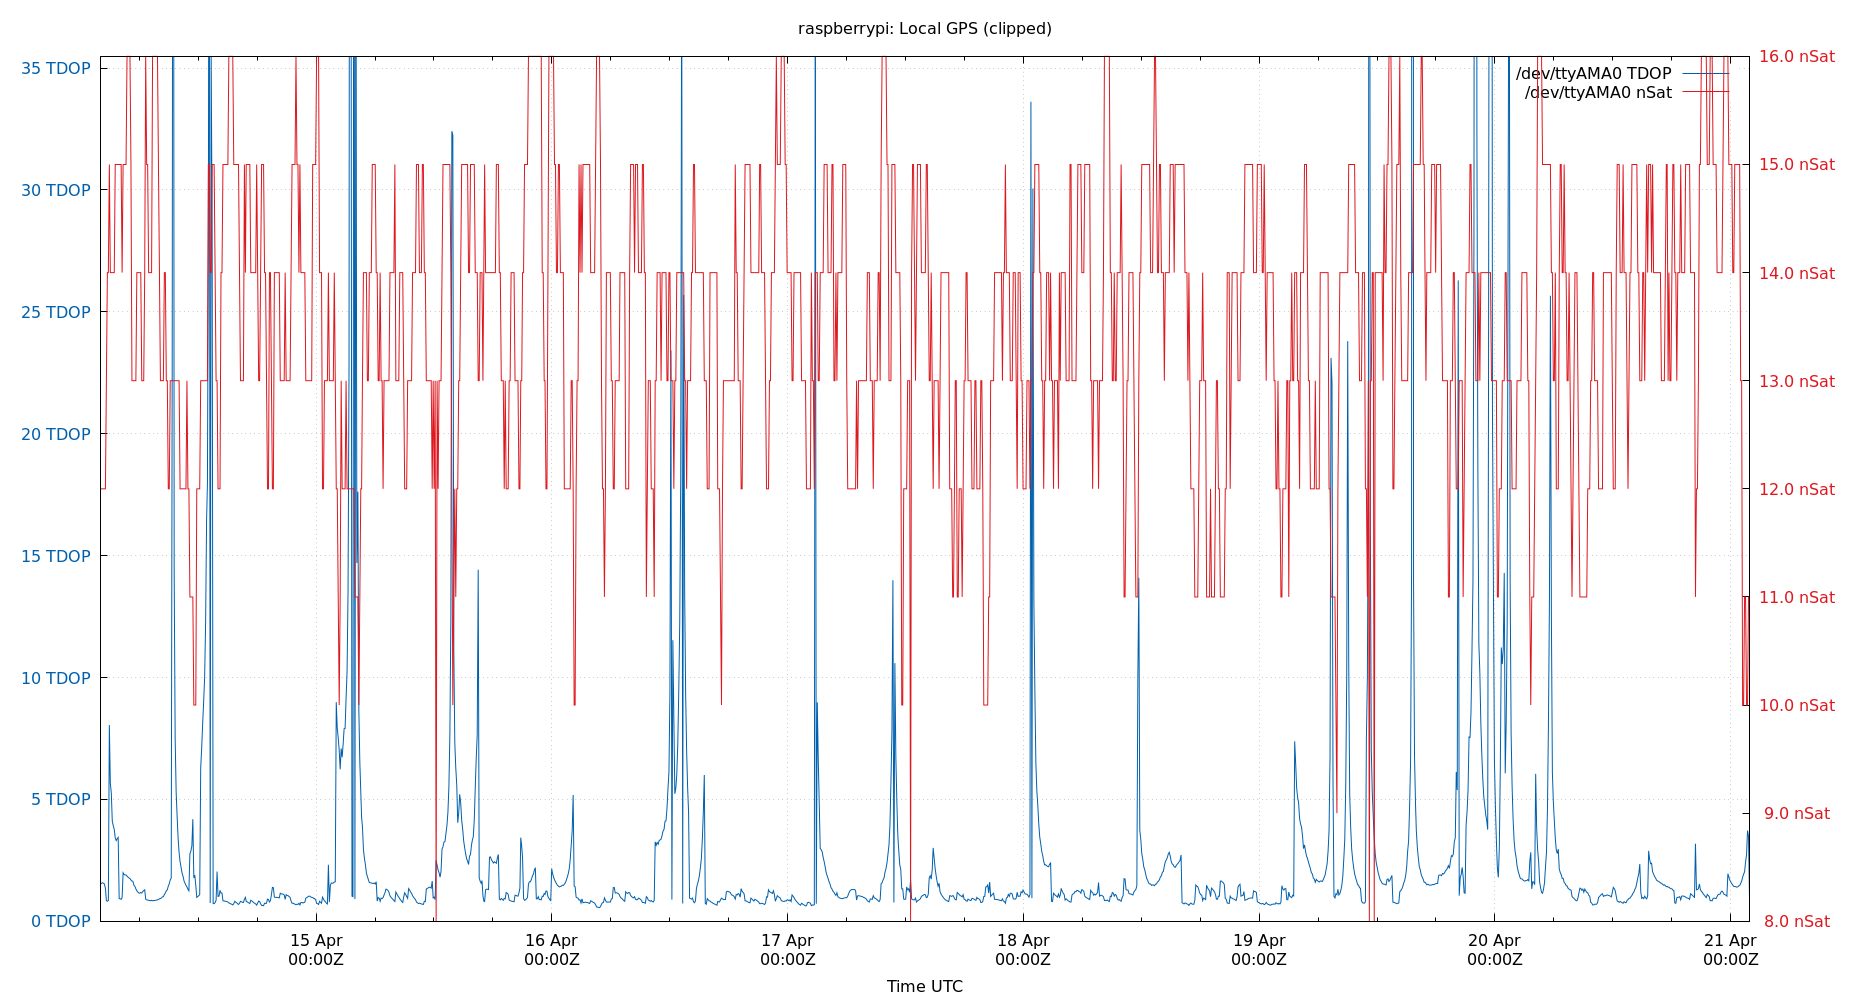 raspberrypi: Local GPS (clipped)
/dev/ttyAMA0 TDOP
/dev/ttyAMA0 nSat
35 TDOP
30 TDOP
25 TDOP
20 TDOP
15 TDOP
10 TDOP
5 TDOP
0 TDOP
16.0 nSat
15.0 nSat
14.0 nSat
13.0 nSat
12.0 nSat
11.0 nSat
10.0 nSat
9.0 nSat
8.0 nSat
15 Apr 16 Apr 17 Apr 18 Apr 19 Apr 20 Apr 21 Apr
00:00Z 00:00Z 00:00Z 00:00Z 00:00Z 00:00Z 00:00Z
Time UTC